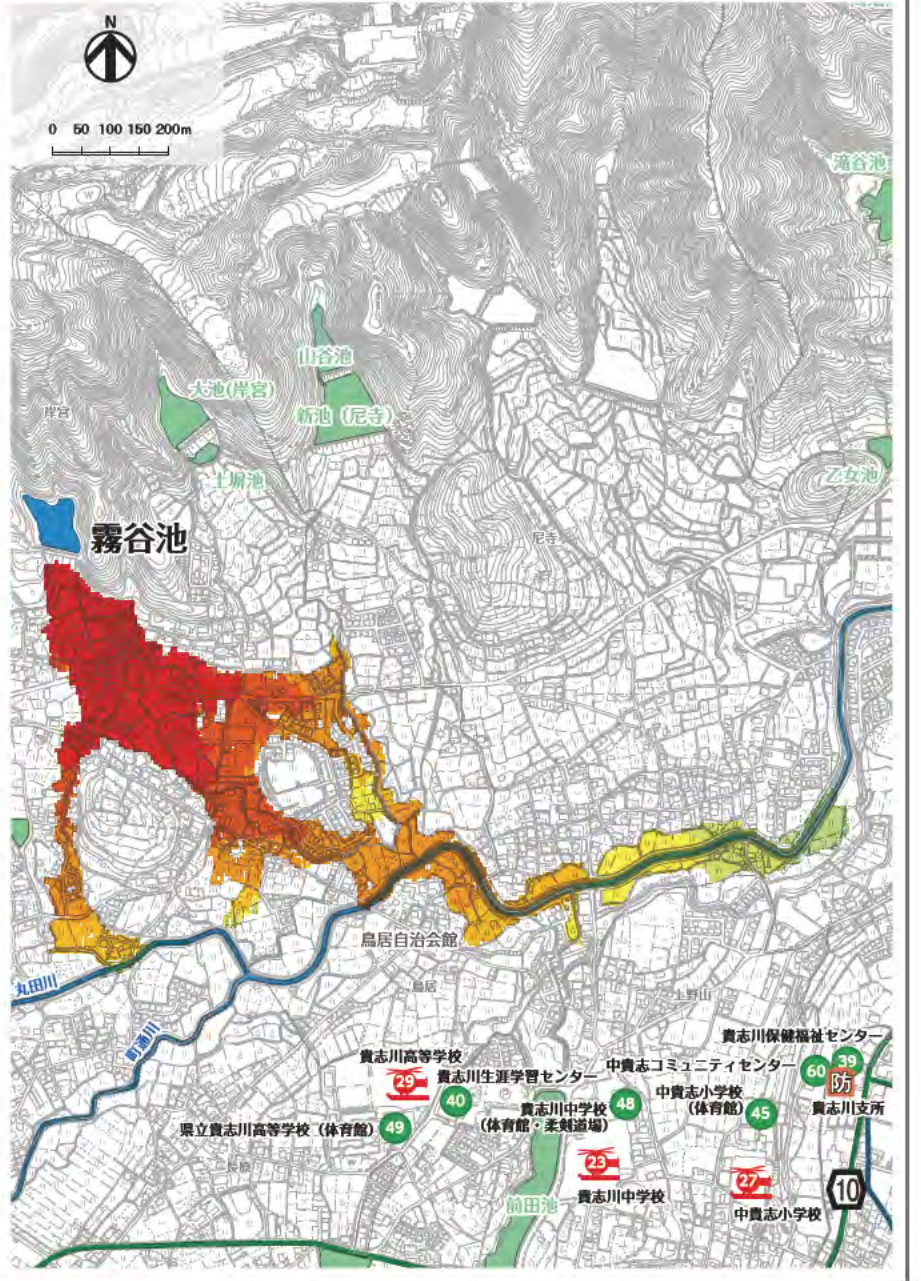 N
0 50 100 150 200m
滝谷池
山谷池
大池(岸宮)
岸宮
新池（尼寺）
土堀池
乙女池
霧谷池
尼寺
鳥居自治会館
丸田川
鳥居
上野山
町通川
貴志川保健福祉センター
貴志川高等学校
中貴志コミュニティセンター
60
39
29
貴志川生涯学習センター
防
40
貴志川中学校
(体育館・柔剣道場)
48
中貴志小学校
(体育館)
45
貴志川支所
県立貴志川高等学校（体育館）
49
長原
23
27
10
貴志川中学校
前田池
中貴志小学校